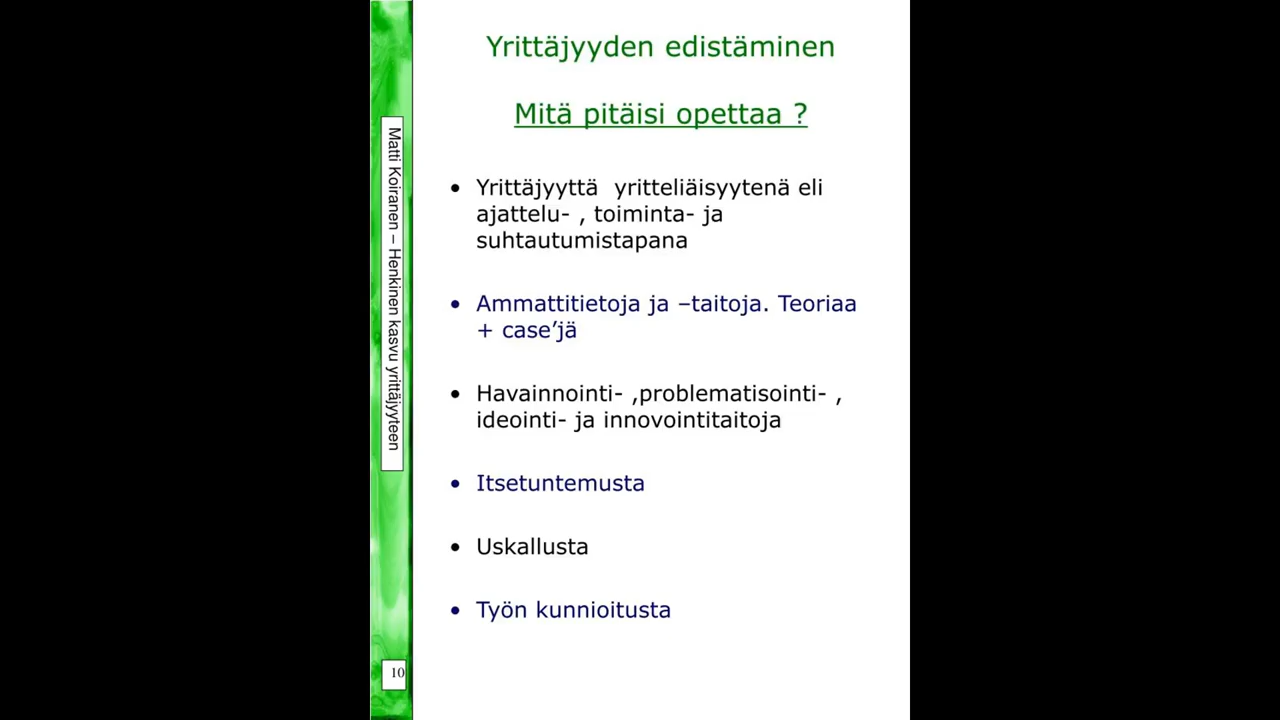 Yrittäjyyden edistäminen
Mitä pitäisi opettaa ?
• Yrittäjyyttä  yritteliäisyytenä eli
ajattelu- , toiminta- ja
suhtautumistapana
• Ammattitietoja ja –taitoja. Teoriaa
+ case’jä
• Havainnointi- ,problematisointi- ,
ideointi- ja innovointitaitoja
• Itsetuntemusta
• Uskallusta
• Työn kunnioitusta
Matti Koiranen – Henkinen kasvu yrittäjyyteen
10